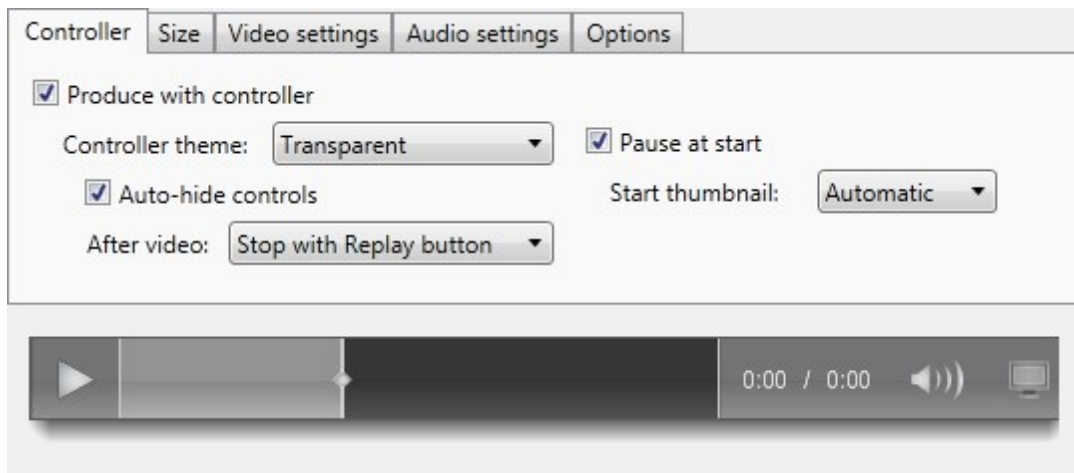 Controller Size Video settings Audio settings Options
Produce with controller
Controller theme: Transparent Pause at start
Auto-hide controls Start thumbnail: Automatic
After video: Stop with Replay button
0:00 / 0:00